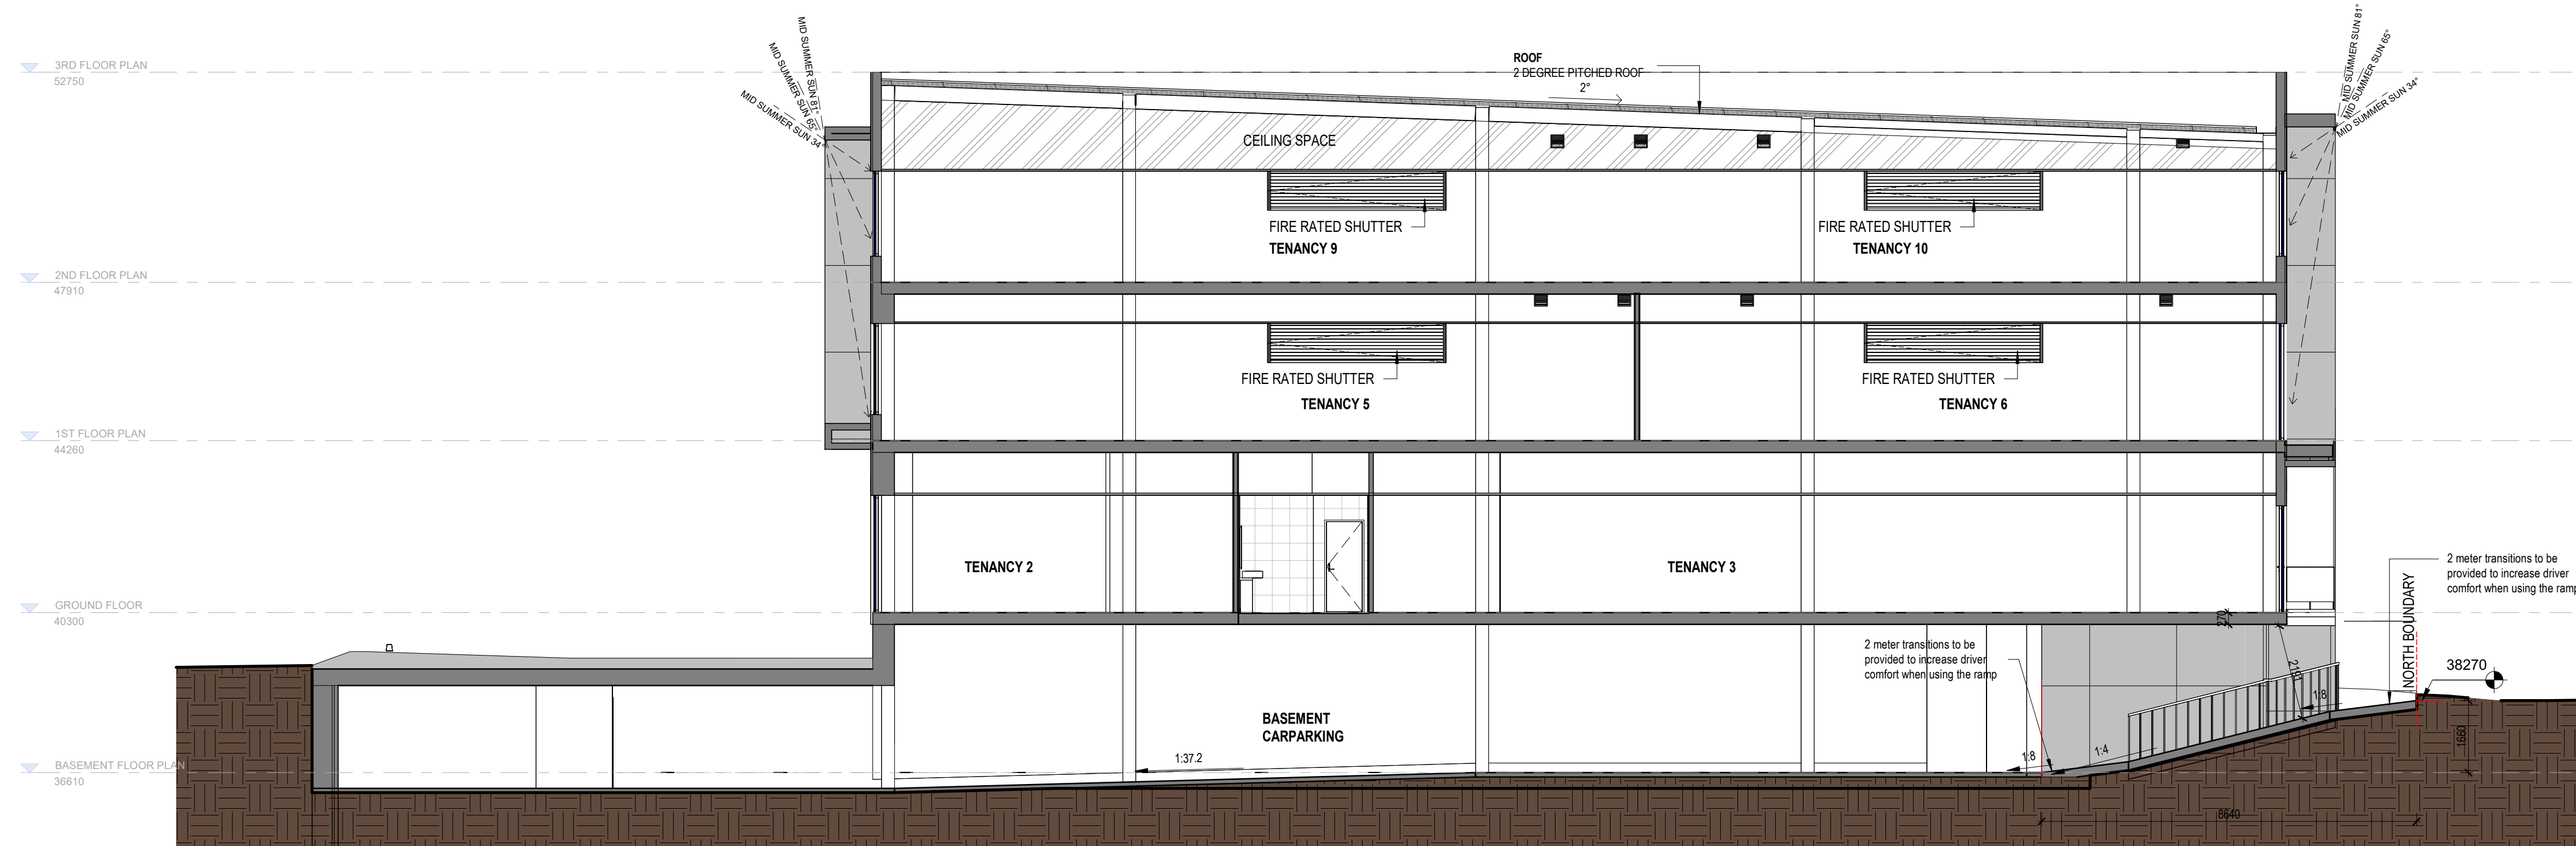 MID SUMMER SUN 81°
MID SUMMER SUN 65°
MID SUMMER SUN 34°
MID SUMMER SUN 81°
MID SUMMER SUN 65°
MID SUMMER SUN 34°
3RD FLOOR PLAN
52750
ROOF
2 DEGREE PITCHED ROOF
2°
CEILING SPACE
FIRE RATED SHUTTER
TENANCY 9
FIRE RATED SHUTTER
TENANCY 10
2ND FLOOR PLAN
47910
FIRE RATED SHUTTER
TENANCY 5
FIRE RATED SHUTTER
TENANCY 6
1ST FLOOR PLAN
44260
TENANCY 2
TENANCY 3
2 meter transitions to be
provided to increase driver
comfort when using the ramp
NORTH BOUNDARY
GROUND FLOOR
40300
270
2 meter transitions to be
provided to increase driver
comfort when using the ramp
38270
1:8
BASEMENT
CARPARKING
1660
1:37.2
1:8
1:4
BASEMENT FLOOR PLAN
36610
8640